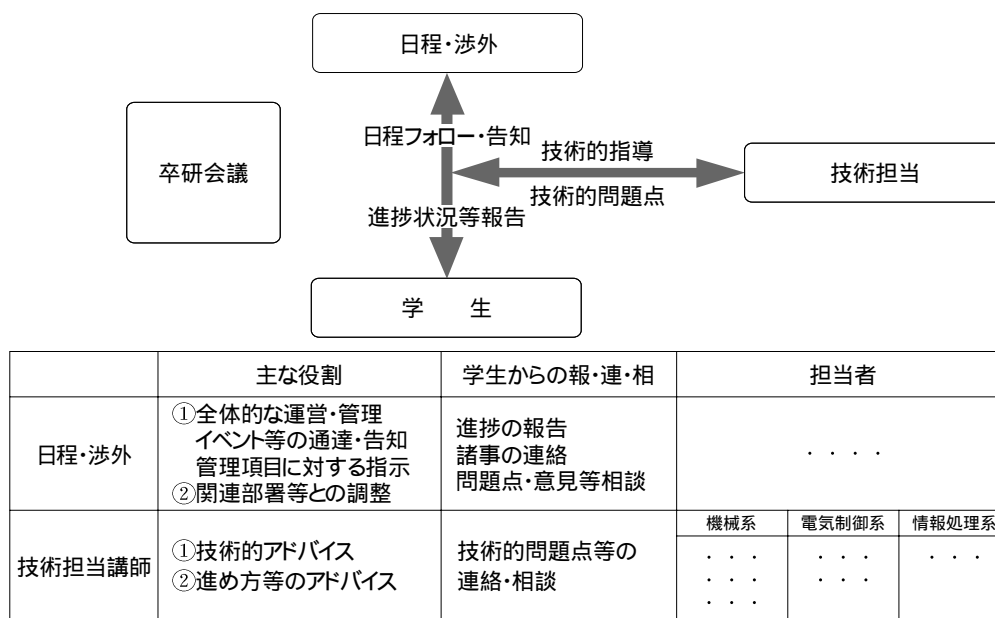 日程・渉外
日程フォロー・告知
卒研会議
技術的指導
技術担当
技術的問題点
進捗状況等報告
学 生
主な役割 学生からの報・連・相 担当者
日程・渉外
①全体的な運営・管理
イベント等の通達・告知
管理項目に対する指示
②関連部署等との調整
進捗の報告
諸事の連絡
問題点・意見等相談
・・・・
技術担当講師
①技術的アドバイス
②進め方等のアドバイス
技術的問題点等の
連絡・相談
機械系 電気制御系 情報処理系
・・・ ・・・ ・・・
・・・ ・・・
・・・